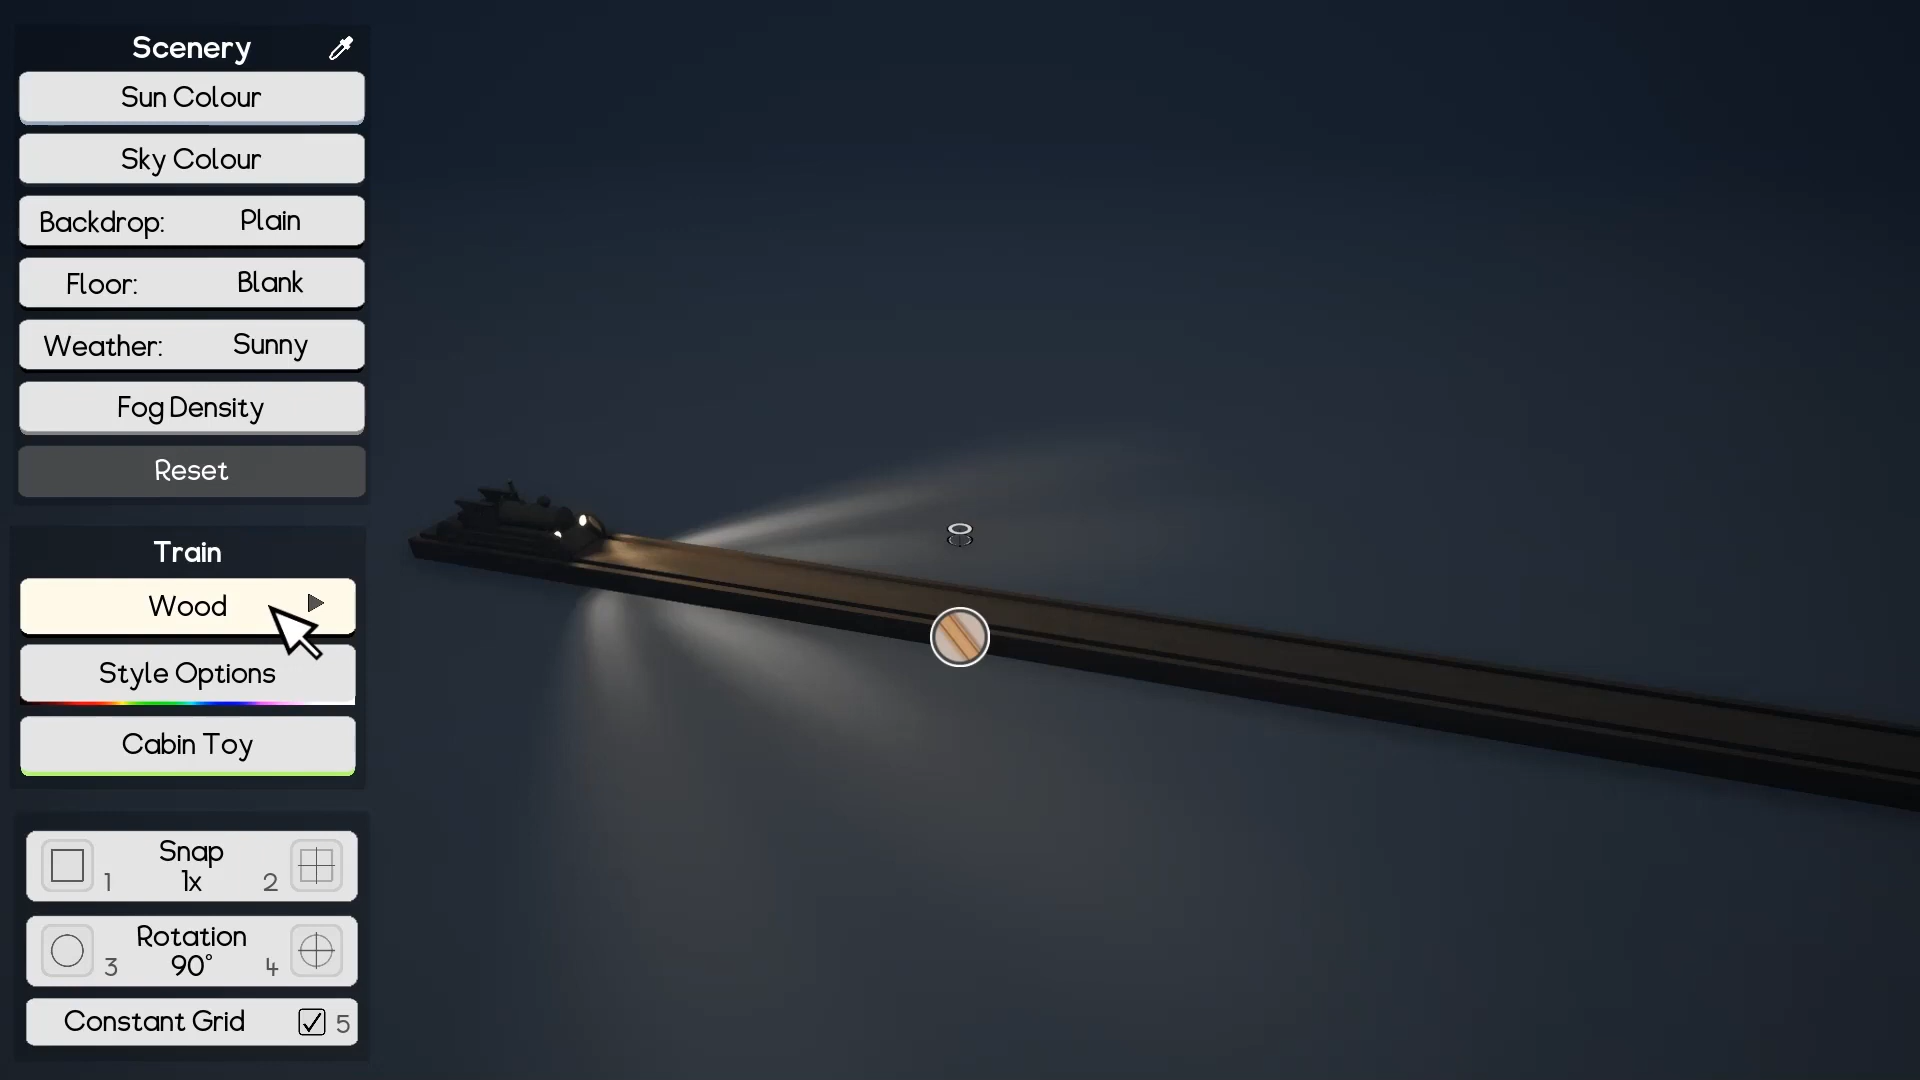 Scenery
Sun Colour
Sky Colour
Backdrop: Plain
Floor: Blank
Weather: Sunny
Fog Density
Reset
Train
Wood
Style Options
Cabin Toy
Snap
1 1x 2
Rotation
3 90° 4
Constant Grid 5